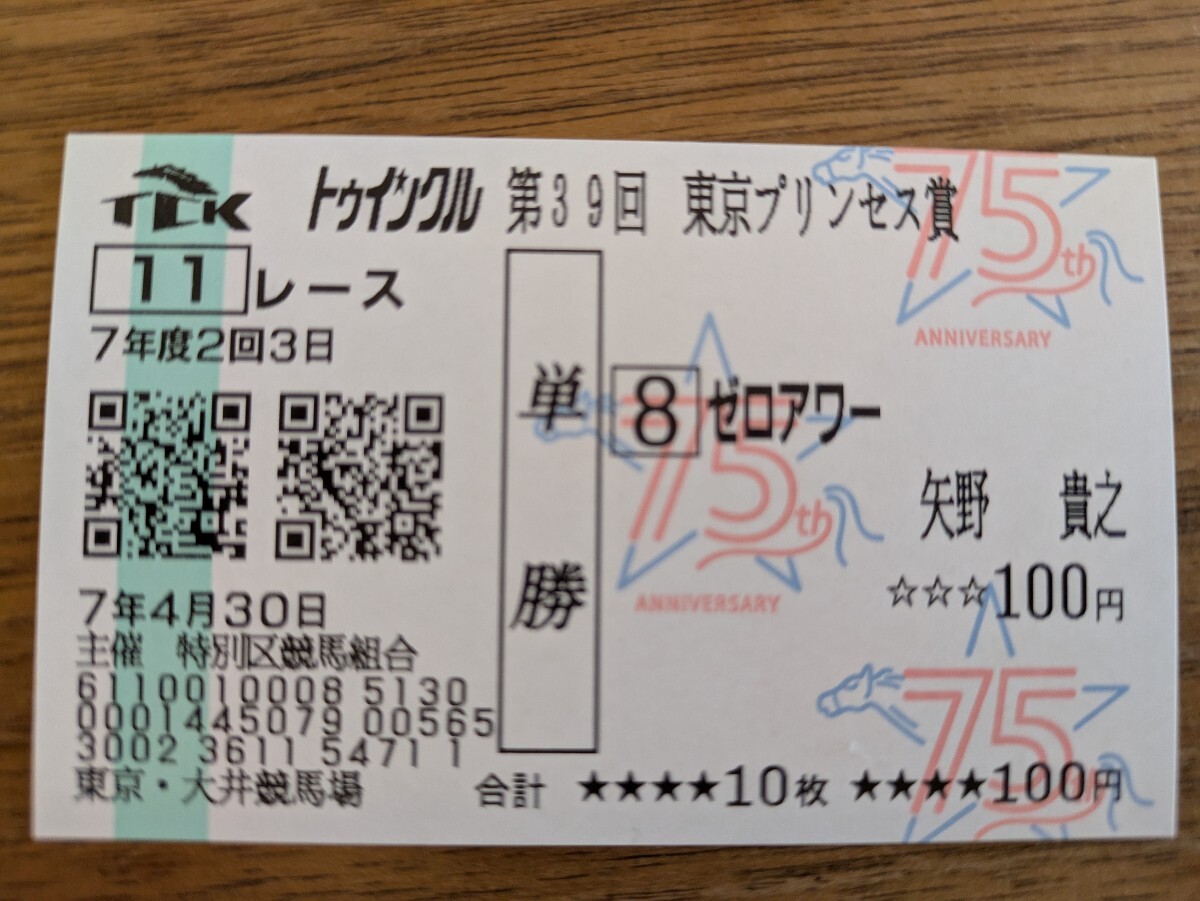 TCK トゥインクル 第39回 東京プリンセス賞
11 レース
7年度2回3日
単勝
8 ゼロアワー
矢野 貴之
☆☆☆100円
7年4月30日
主催 特別区競馬組合
6110010008 5130
0001445079 00565
3002 3611 5471 1
東京・大井競馬場
合計 ★★★★10枚 ★★★★100円
75th
ANNIVERSARY
75th
ANNIVERSARY
75th